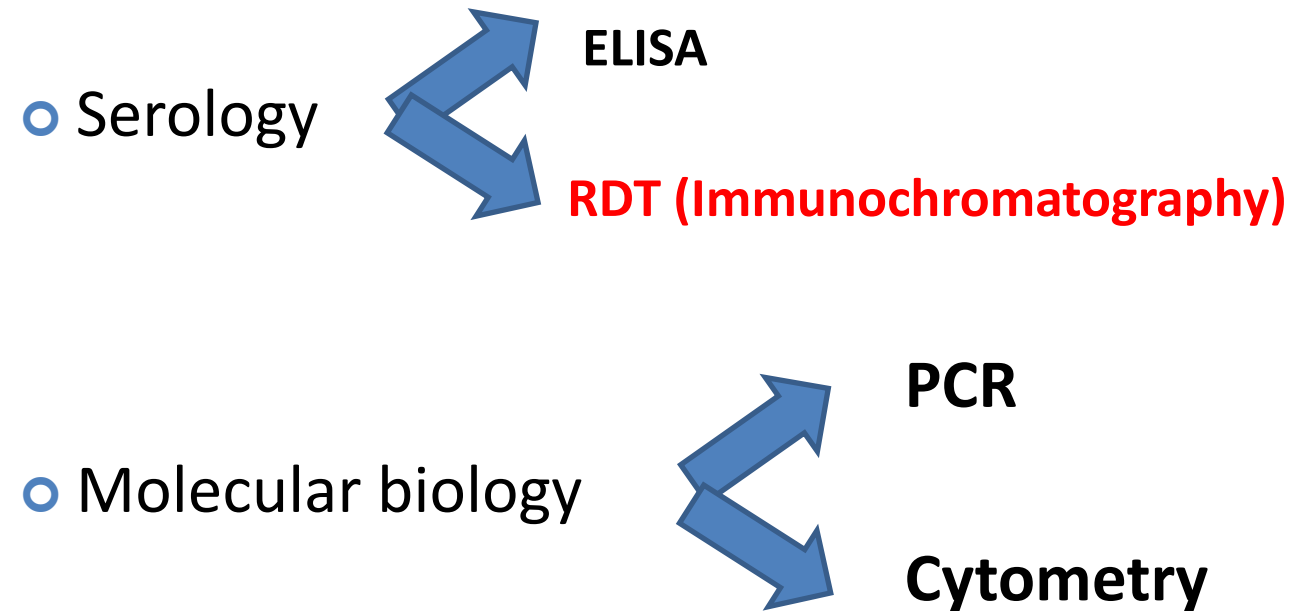 ELISA
Serology
RDT (Immunochromatography)
PCR
Molecular biology
Cytometry